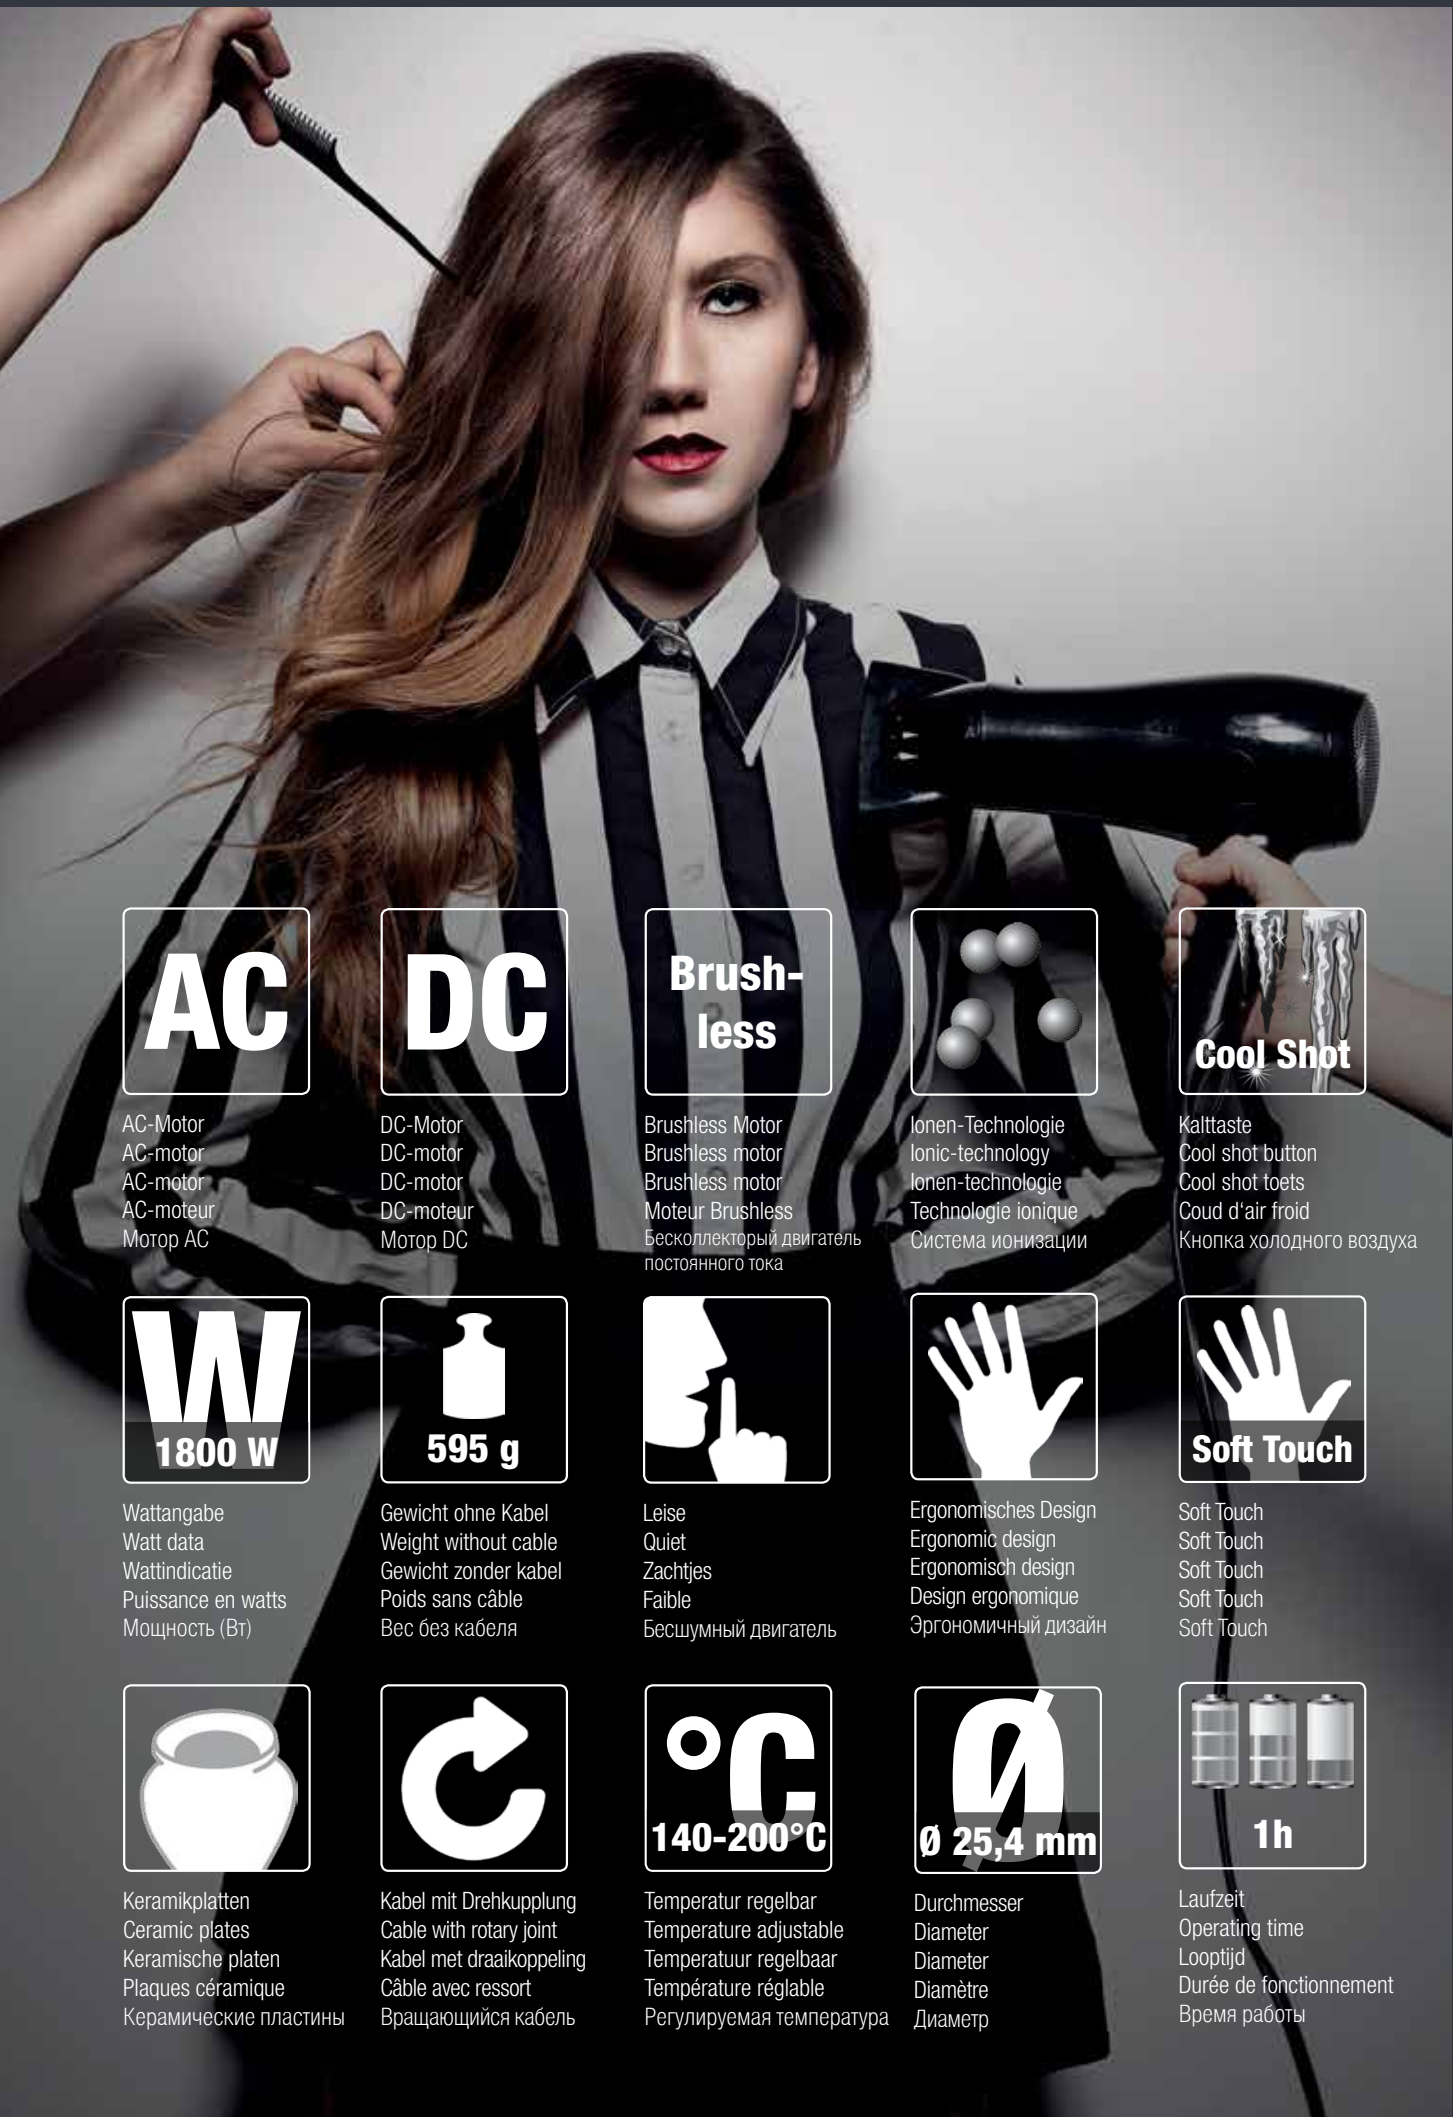 AC
AC-Motor
AC-motor
AC-motor
AC-moteur
Мотор AC
DC
DC-Motor
DC-motor
DC-motor
DC-moteur
Мотор DC
Brush-
less
Brushless Motor
Brushless motor
Brushless motor
Moteur Brushless
Бесколлекторый двигатель
постоянного тока
Ionen-Technologie
Ionic-technology
Ionen-technologie
Technologie ionique
Система ионизации
Cool Shot
Kalttaste
Cool shot button
Cool shot toets
Coud d‘air froid
Кнопка холодного воздуха
W
1800 W
Wattangabe
Watt data
Wattindicatie
Puissance en watts
Мощность (Вт)
595 g
Gewicht ohne Kabel
Weight without cable
Gewicht zonder kabel
Poids sans câble
Вес без кабеля
Leise
Quiet
Zachtjes
Faible
Бесшумный двигатель
Ergonomisches Design
Ergonomic design
Ergonomisch design
Design ergonomique
Эргономичный дизайн
Soft Touch
Soft Touch
Soft Touch
Soft Touch
Soft Touch
Soft Touch
Keramikplatten
Ceramic plates
Keramische platen
Plaques céramique
Керамические пластины
Kabel mit Drehkupplung
Cable with rotary joint
Kabel met draaikoppeling
Câble avec ressort
Вращающийся кабель
°C
140-200°C
Temperatur regelbar
Temperature adjustable
Temperatuur regelbaar
Température réglable
Регулируемая температура
Ø
Ø 25,4 mm
Durchmesser
Diameter
Diameter
Diamètre
Диаметр
1h
Laufzeit
Operating time
Looptijd
Durée de fonctionnement
Время работы